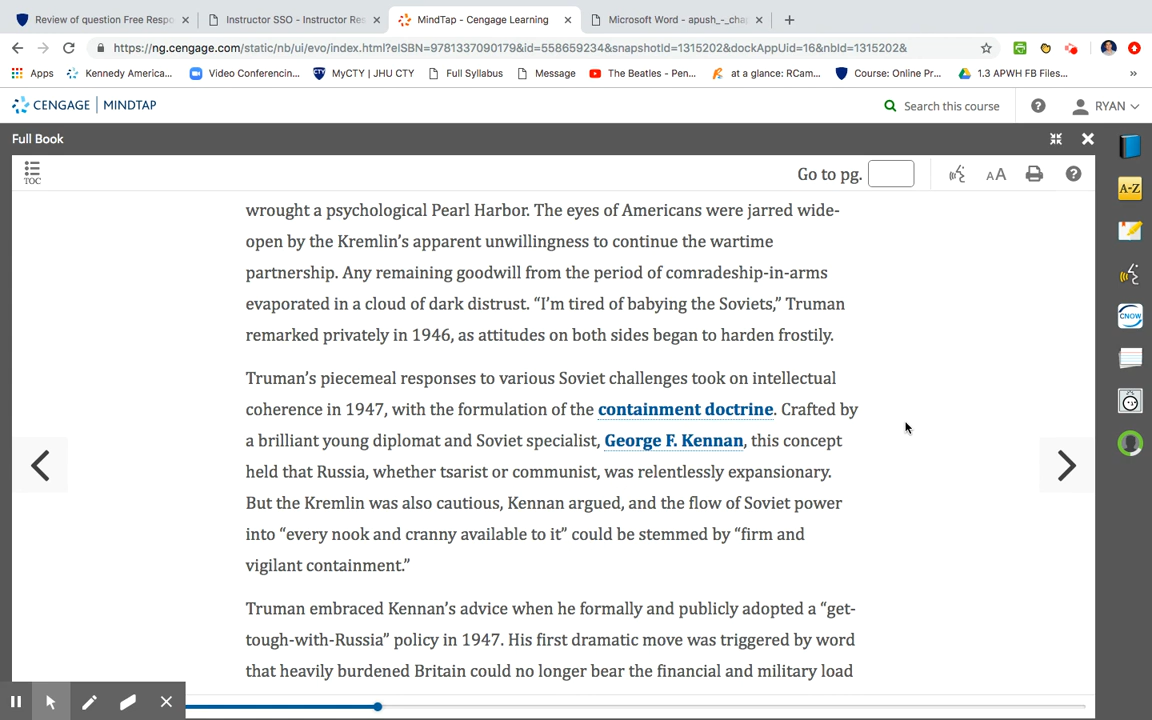 Review of question Free Respo
Instructor SSO - Instructor Res
MindTap - Cengage Learning
Microsoft Word - apush_-_cha
https://ng.cengage.com/static/nb/ui/evo/index.html?eISBN=9781337090179&id=558659234&snapshotId=1315202&dockAppUid=16&nbId=1315202&
Apps
Kennedy America...
Video Conferencin...
CTY
MyCTY | JHU CTY
Full Syllabus
Message
The Beatles - Pen...
at a glance: RCam...
Course: Online Pr...
1.3 APWH FB Files...
»
CENGAGE | MINDTAP
Search this course
RYAN
Full Book
TOC
Go to pg.
AA
A-Z
CNOW
wrought a psychological Pearl Harbor. The eyes of Americans were jarred wide-
open by the Kremlin’s apparent unwillingness to continue the wartime
partnership. Any remaining goodwill from the period of comradeship-in-arms
evaporated in a cloud of dark distrust. “I’m tired of babying the Soviets,” Truman
remarked privately in 1946, as attitudes on both sides began to harden frostily.
Truman’s piecemeal responses to various Soviet challenges took on intellectual
coherence in 1947, with the formulation of the containment doctrine. Crafted by
a brilliant young diplomat and Soviet specialist, George F. Kennan, this concept
held that Russia, whether tsarist or communist, was relentlessly expansionary.
But the Kremlin was also cautious, Kennan argued, and the flow of Soviet power
into “every nook and cranny available to it” could be stemmed by “firm and
vigilant containment.”
Truman embraced Kennan’s advice when he formally and publicly adopted a “get-
tough-with-Russia” policy in 1947. His first dramatic move was triggered by word
that heavily burdened Britain could no longer bear the financial and military load